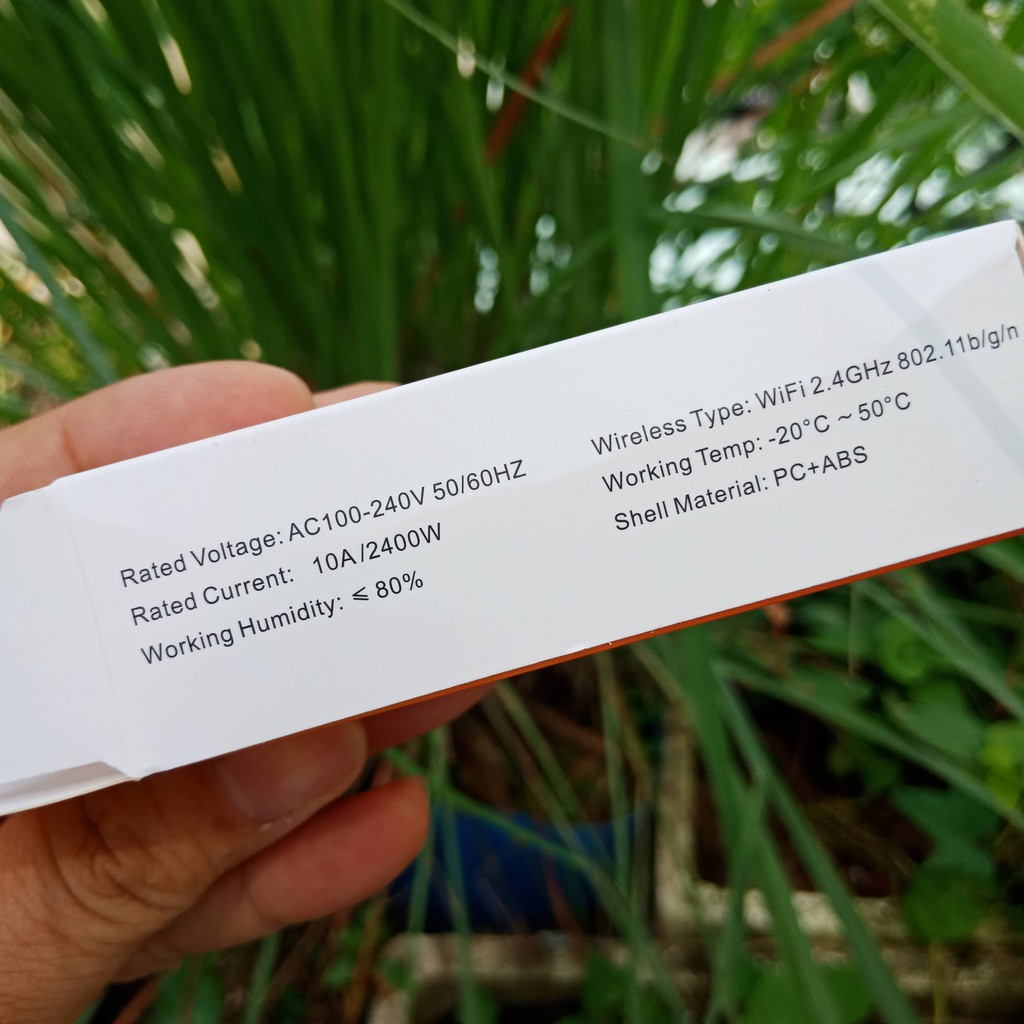 Rated Voltage: AC100-240V 50/60HZ
Rated Current: 10A/2400W
Working Humidity: ≤ 80%
Wireless Type: WiFi 2.4GHz 802.11b/g/n
Working Temp: -20°C ~ 50°C
Shell Material: PC+ABS